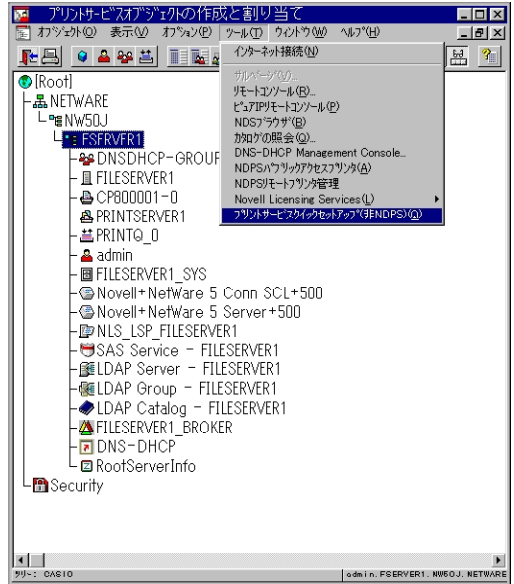 プリントサービスオブジェクトの作成と割り当て
オブジェクト(O) 表示(V) オプション(P) ツール(T) ウィンドウ(W) ヘルプ(H)
インターネット接続(N)
サルベージ(V)...
リモートコンソール(R)...
ピュアIPリモートコンソール(P)
NDSブラウザ(B)
カタログの照会(Q)...
DNS-DHCP Management Console...
NDPSパブリックアクセスプリンタ(A)
NDPSリモートプリンタ管理
Novell Licensing Services(L)
プリントサービスクイックセットアップ(非NDPS)(Q)
[Root]
NETWARE
NW50J
FSERVER1
DNSDHCP-GROUP
FILESERVER1
CP800001-0
PRINTSERVER1
PRINTQ_0
admin
FILESERVER1_SYS
Novell+NetWare 5 Conn SCL+500
Novell+NetWare 5 Server+500
NLS_LSP_FILESERVER1
SAS Service - FILESERVER1
LDAP Server - FILESERVER1
LDAP Group - FILESERVER1
LDAP Catalog - FILESERVER1
FILESERVER1_BROKER
DNS-DHCP
RootServerInfo
Security
ツリー: CASIO
admin.FSERVER1.NW50J.NETWARE